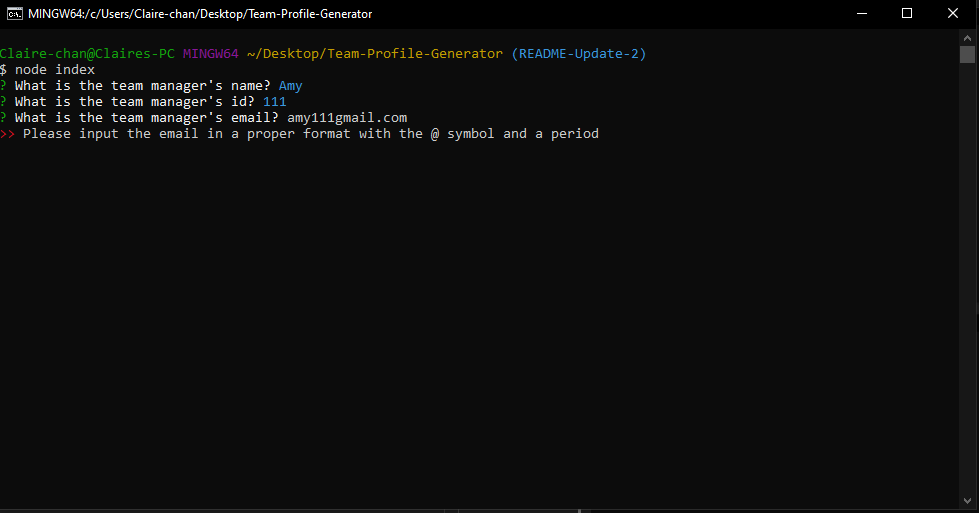 MINGW64:/c/Users/Claire-chan/Desktop/Team-Profile-Generator
Claire-chan@Claires-PC MINGW64 ~/Desktop/Team-Profile-Generator (README-Update-2)
$ node index
? What is the team manager's name? Amy
? What is the team manager's id? 111
? What is the team manager's email? amy111gmail.com
>> Please input the email in a proper format with the @ symbol and a period